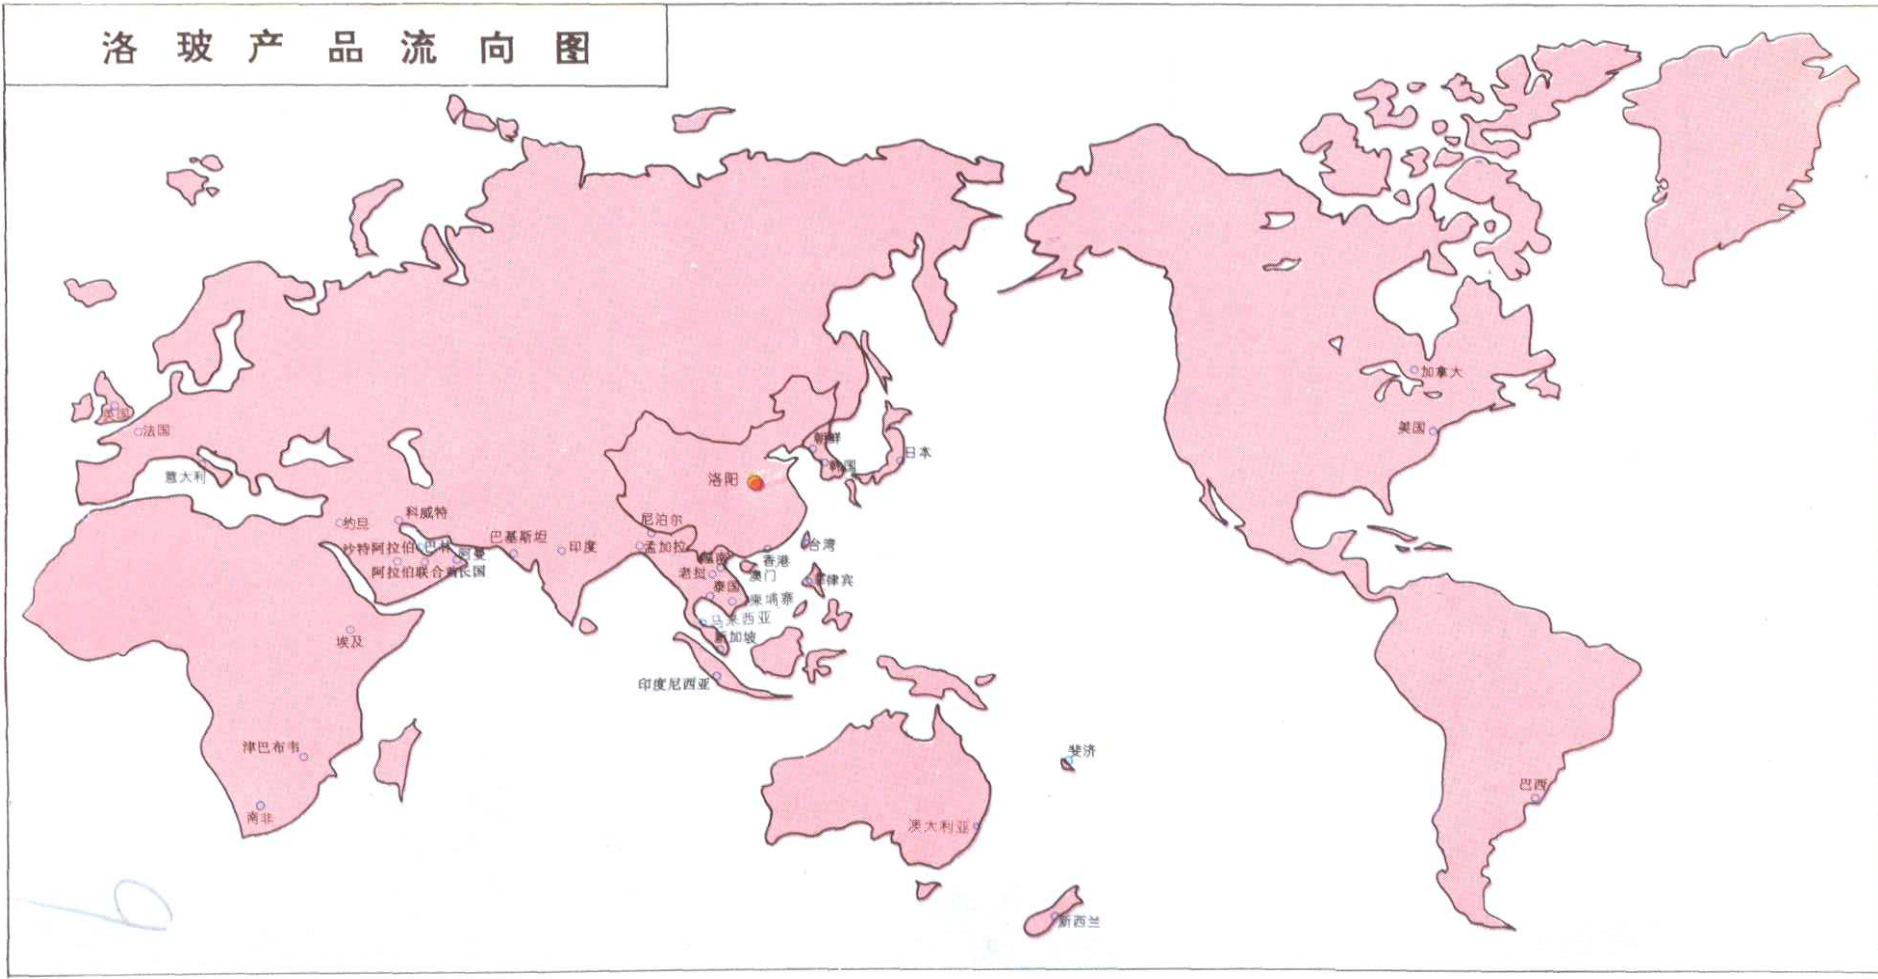 洛玻产品流向图
加拿大
英国
法国
美国
朝鲜
日本
韩国
意大利
洛阳
科威特
约旦
尼泊尔
巴基斯坦
印度
孟加拉
台湾
沙特阿拉伯
巴林
阿曼
越南
香港
阿拉伯联合酋长国
老挝
澳门
菲律宾
泰国
柬埔寨
马来西亚
埃及
新加坡
印度尼西亚
津巴布韦
斐济
巴西
南非
澳大利亚
新西兰